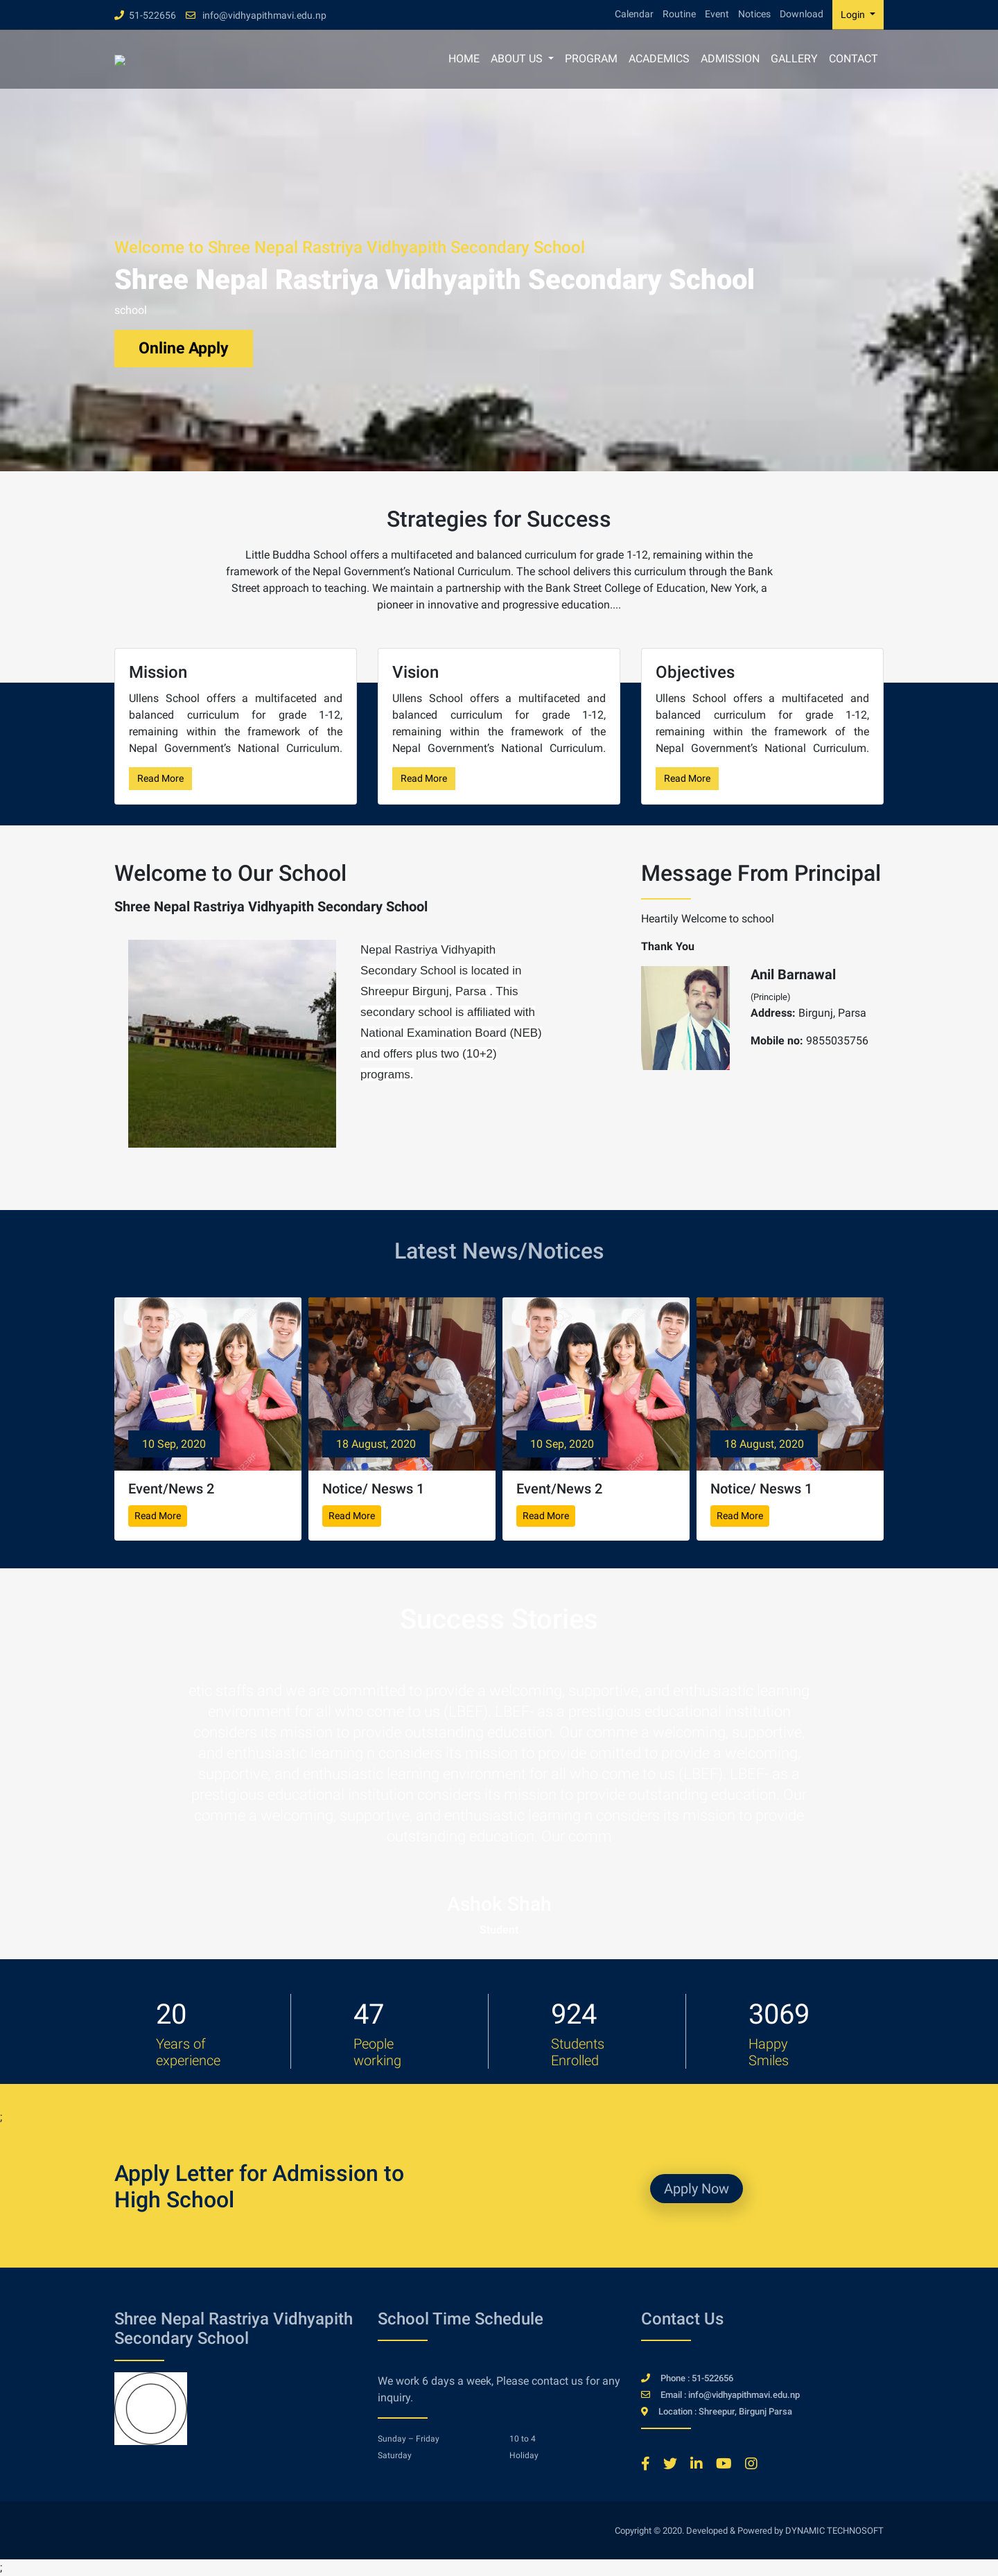 51-522656 info@vidhyapithmavi.edu.np
Calendar Routine Event Notices Download Login
HOME ABOUT US PROGRAM ACADEMICS ADMISSION GALLERY CONTACT
Welcome to Shree Nepal Rastriya Vidhyapith Secondary School
Shree Nepal Rastriya Vidhyapith Secondary School
school
Online Apply
Strategies for Success
Little Buddha School offers a multifaceted and balanced curriculum for grade 1-12, remaining within the
framework of the Nepal Government's National Curriculum. The school delivers this curriculum through the Bank
Street approach to teaching. We maintain a partnership with the Bank Street College of Education, New York, a
pioneer in innovative and progressive education....
Mission
Ullens School offers a multifaceted and
balanced curriculum for grade 1-12,
remaining within the framework of the
Nepal Government's National Curriculum.
Read More
Vision
Ullens School offers a multifaceted and
balanced curriculum for grade 1-12,
remaining within the framework of the
Nepal Government's National Curriculum.
Read More
Objectives
Ullens School offers a multifaceted and
balanced curriculum for grade 1-12,
remaining within the framework of the
Nepal Government's National Curriculum.
Read More
Welcome to Our School
Shree Nepal Rastriya Vidhyapith Secondary School
Nepal Rastriya Vidhyapith
Secondary School is located in
Shreepur Birgunj, Parsa . This
secondary school is affiliated with
National Examination Board (NEB)
and offers plus two (10+2)
programs.
Message From Principal
Heartily Welcome to school
Thank You
Anil Barnawal
(Principle)
Address: Birgunj, Parsa
Mobile no: 9855035756
Latest News/Notices
10 Sep, 2020
Event/News 2
Read More
18 August, 2020
Notice/ Nesws 1
Read More
10 Sep, 2020
Event/News 2
Read More
18 August, 2020
Notice/ Nesws 1
Read More
Success Stories
stic staffs and we are committed to provide a welcoming, supportive, and enthusiastic learning
environment for all who come to us (LBEF). LBEF- as a prestigious educational institution
considers its mission to provide outstanding education. Our comme a welcoming, supportive,
and enthusiastic learning n considers its mission to provide omitted to provide a welcoming,
supportive, and enthusiastic learning environment for all who come to us (LBEF). LBEF- as a
prestigious educational institution considers its mission to provide outstanding education. Our
comme a welcoming, supportive, and enthusiastic learning n considers its mission to provide
outstanding education. Our comm
Ashok Shah
Student
20
Years of
experience
47
People
working
924
Students
Enrolled
3069
Happy
Smiles
;
Apply Letter for Admission to
High School
Apply Now
Shree Nepal Rastriya Vidhyapith
Secondary School
School Time Schedule
We work 6 days a week, Please contact us for any
inquiry.
Sunday – Friday 10 to 4
Saturday Holiday
Contact Us
Phone : 51-522656
Email : info@vidhyapithmavi.edu.np
Location : Shreepur, Birgunj Parsa
Copyright © 2020. Developed & Powered by DYNAMIC TECHNOSOFT
;